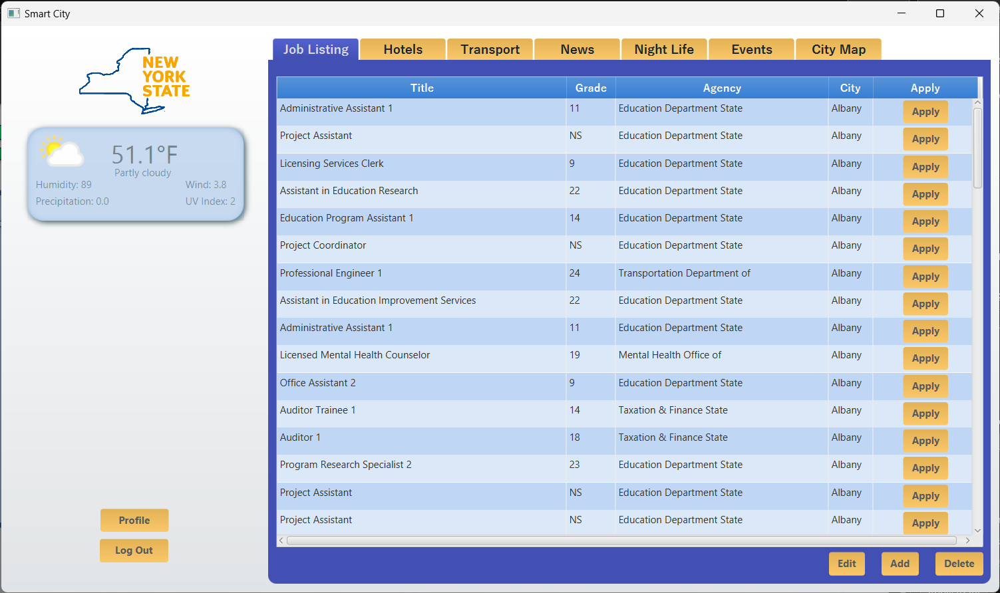 Smart City
NEW
YORK
STATE
51.1°F
Partly cloudy
Humidity: 89 Wind: 3.8
Precipitation: 0.0 UV Index: 2
Profile
Log Out
Job Listing Hotels Transport News Night Life Events City Map
Title Grade Agency City Apply
Administrative Assistant 1 11 Education Department State Albany Apply
Project Assistant NS Education Department State Albany Apply
Licensing Services Clerk 9 Education Department State Albany Apply
Assistant in Education Research 22 Education Department State Albany Apply
Education Program Assistant 1 14 Education Department State Albany Apply
Project Coordinator NS Education Department State Albany Apply
Professional Engineer 1 24 Transportation Department of Albany Apply
Assistant in Education Improvement Services 22 Education Department State Albany Apply
Administrative Assistant 1 11 Education Department State Albany Apply
Licensed Mental Health Counselor 19 Mental Health Office of Albany Apply
Office Assistant 2 9 Education Department State Albany Apply
Auditor Trainee 1 14 Taxation & Finance State Albany Apply
Auditor 1 18 Taxation & Finance State Albany Apply
Program Research Specialist 2 23 Education Department State Albany Apply
Project Assistant NS Education Department State Albany Apply
Project Assistant NS Education Department State Albany Apply
Edit Add Delete